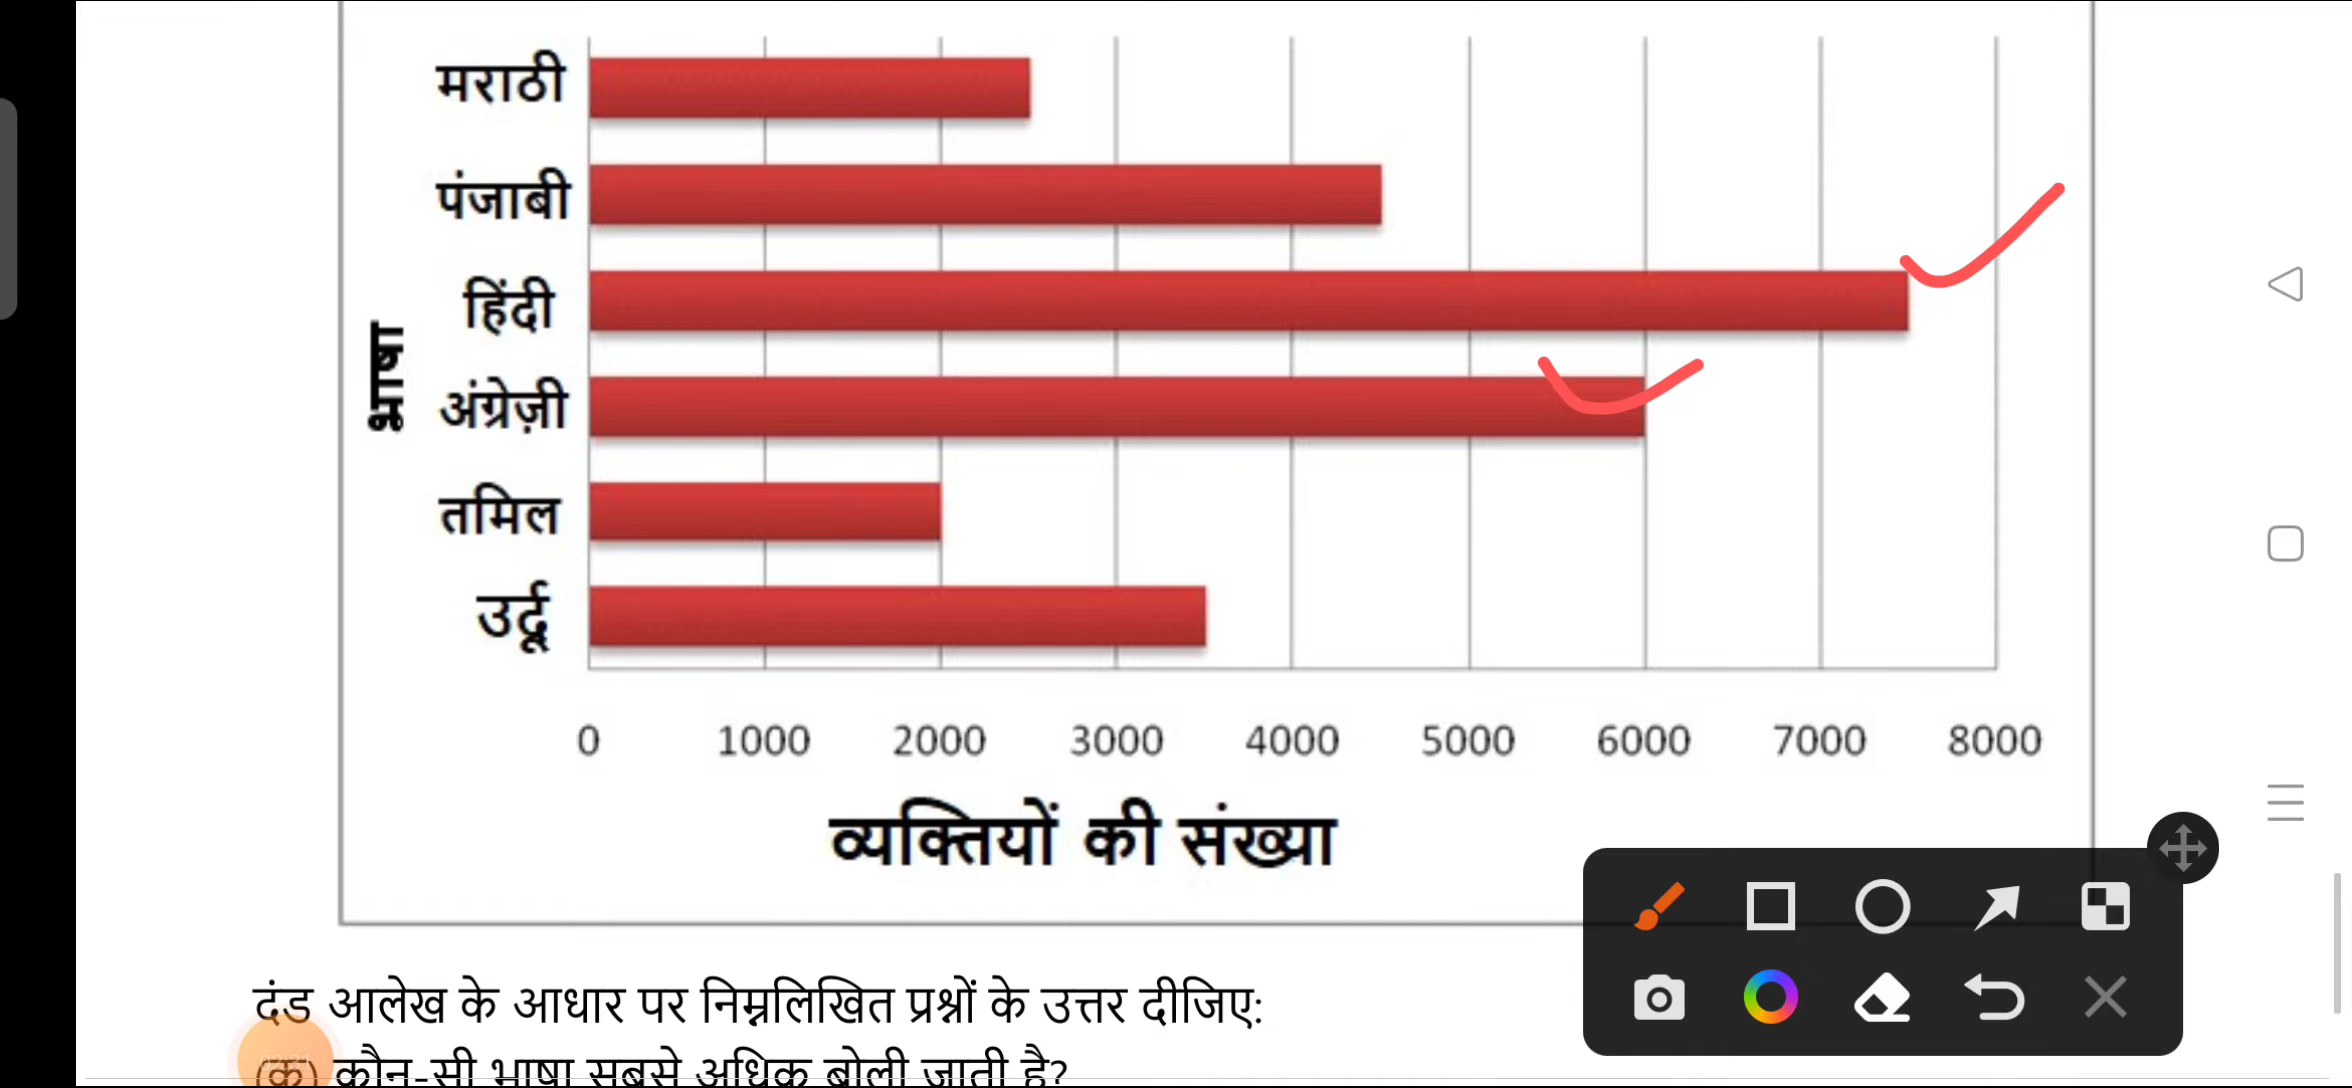 मराठी
पंजाबी
हिंदी
अंग्रेज़ी
तमिल
उर्दू
भाषा
0 1000 2000 3000 4000 5000 6000 7000 8000
व्यक्तियों की संख्या
दंड आलेख के आधार पर निम्नलिखित प्रश्नों के उत्तर दीजिए:
(क) कौन-सी भाषा सबसे अधिक बोली जाती है?